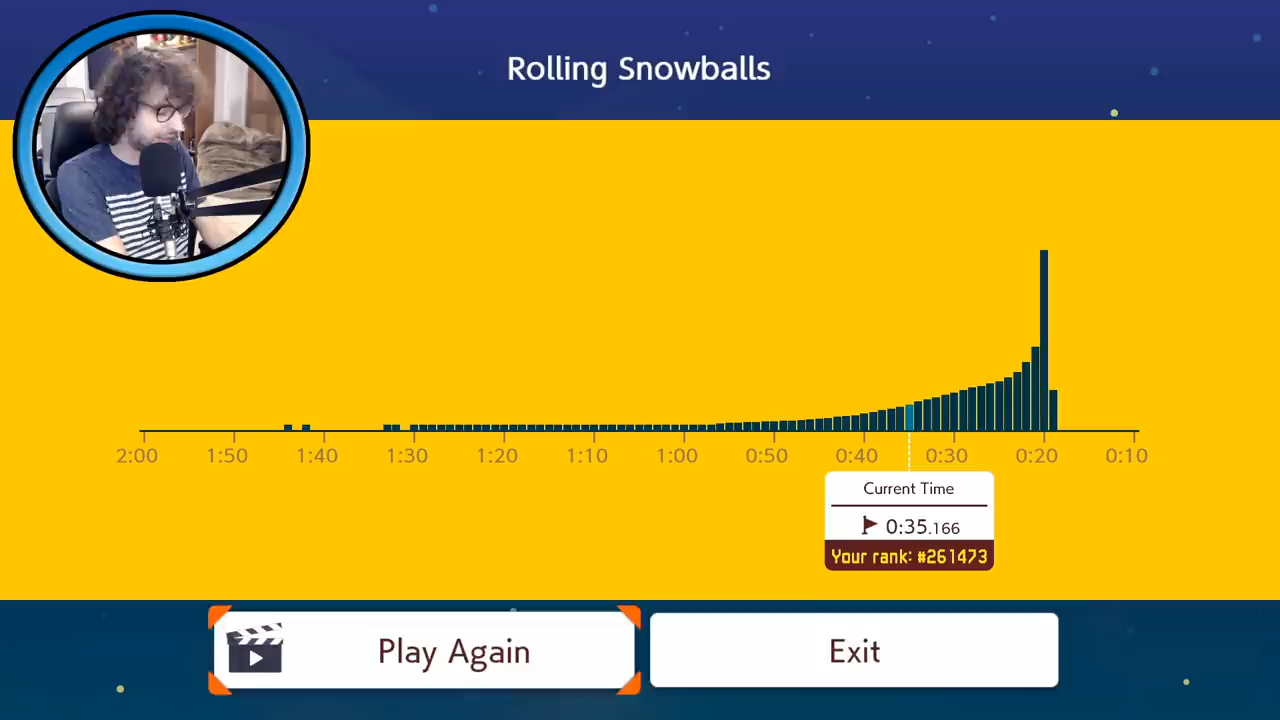 Rolling Snowballs
2:00 1:50 1:40 1:30 1:20 1:10 1:00 0:50 0:40 0:30 0:20 0:10
Current Time
0:35.166
Your rank: #261473
Play Again
Exit